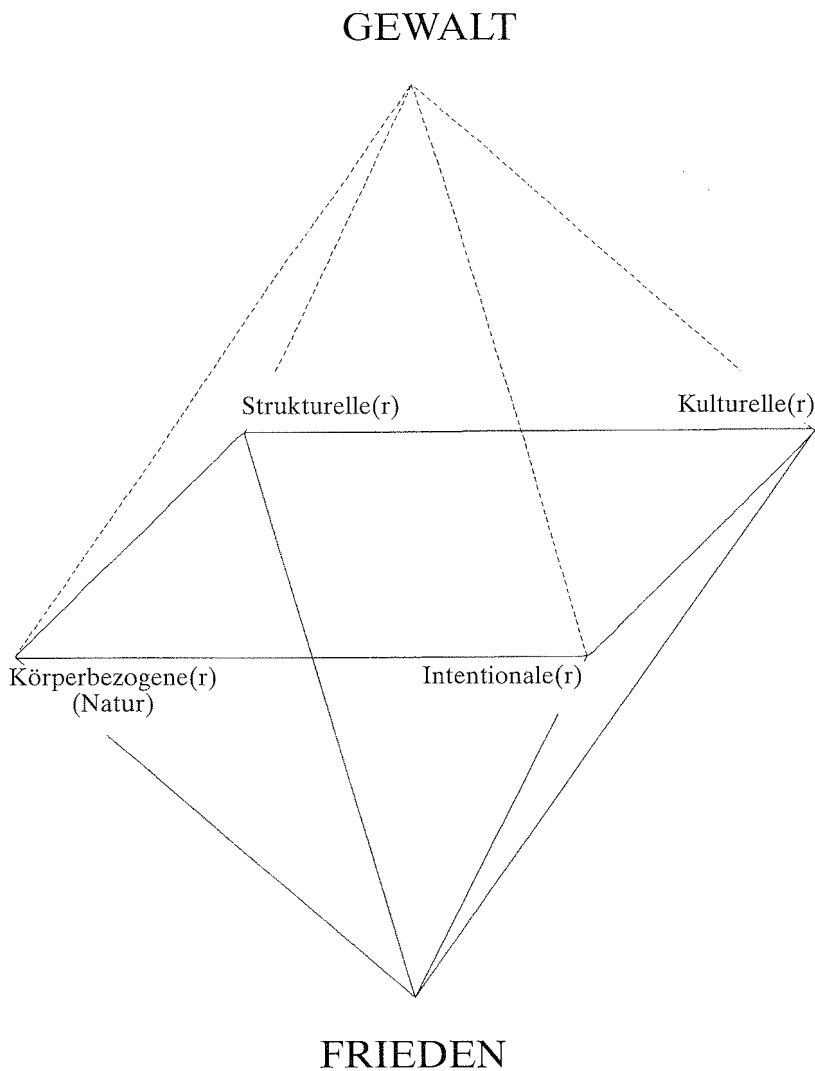 GEWALT
Strukturelle(r)
Kulturelle(r)
Körperbezogene(r)
(Natur)
Intentionale(r)
FRIEDEN